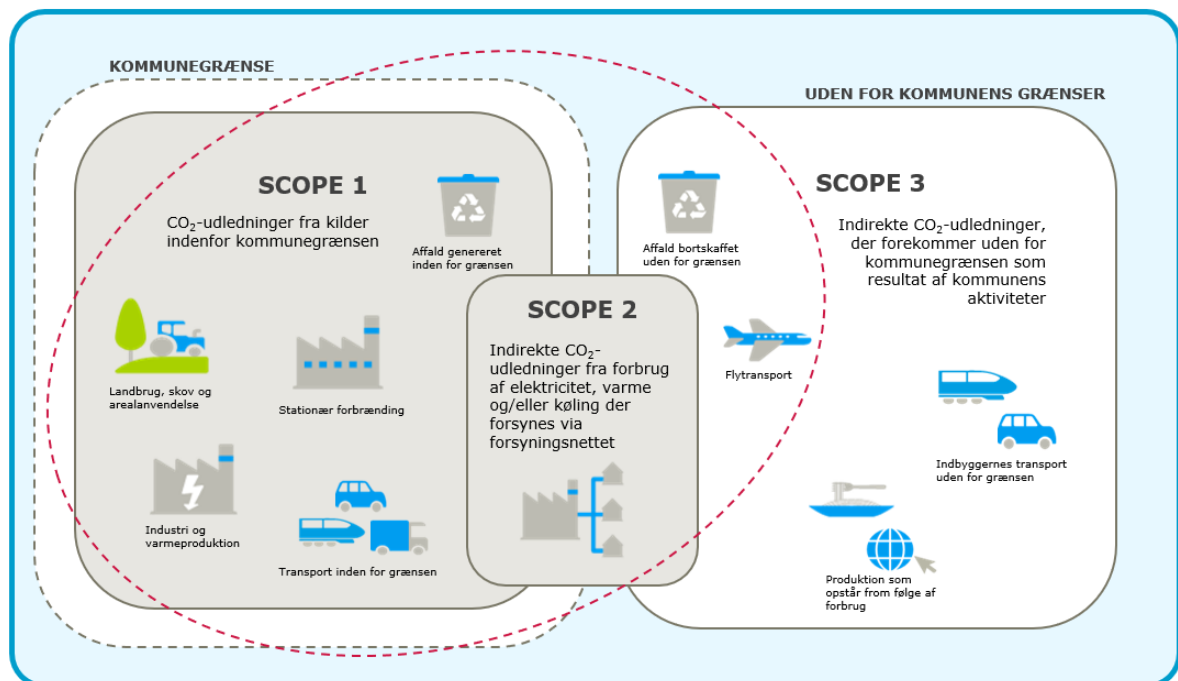 KOMMUNEGRÆNSE
UDEN FOR KOMMUNENS GRÆNSER
SCOPE 1
CO₂-udledninger fra kilder
indenfor kommunegrænsen
Affald genereret
inden for grænsen
Landbrug, skov og
arealanvendelse
Stationær forbrænding
Industri og
varmeproduktion
Transport inden for grænsen
SCOPE 2
Indirekte CO₂-
udledninger fra forbrug
af elektricitet, varme
og/eller køling der
forsynes via
forsyningsnettet
Affald bortskaffet
uden for grænsen
SCOPE 3
Indirekte CO₂-udledninger,
der forekommer uden for
kommunegrænsen som
resultat af kommunens
aktiviteter
Flytransport
Indbyggernes transport
uden for grænsen
Produktion som
opstår from følge af
forbrug